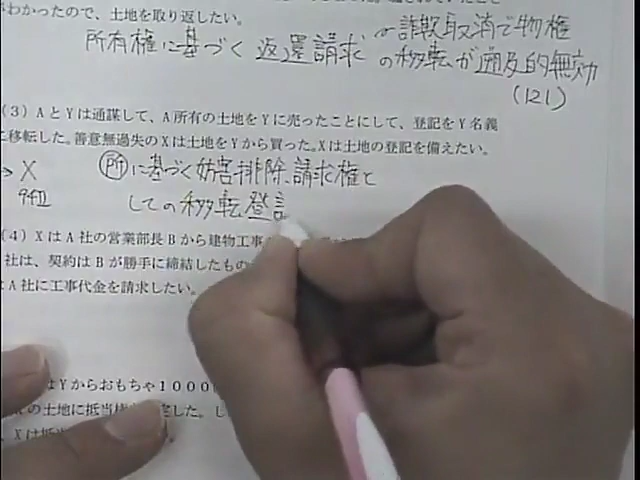 わかったので、土地を取り返したい。
所有権に基づく 返還請求 詐欺取消で物権
の移転が遡及的無効
(121)
(3) AとYは通謀して、A所有の土地をYに売ったことにして、登記をY名義
に移転した。善意無過失のXは土地をYから買った。Xは土地の登記を備えたい。
→ X
94Ⅱ
所に基づく妨害排除請求権と
しての移転登記
(4) XはA社の営業部長Bから建物工事
社は、契約はBが勝手に締結したもの
A社に工事代金を請求したい。
はYからおもちゃ1000
の土地に抵当権
Xは抵当